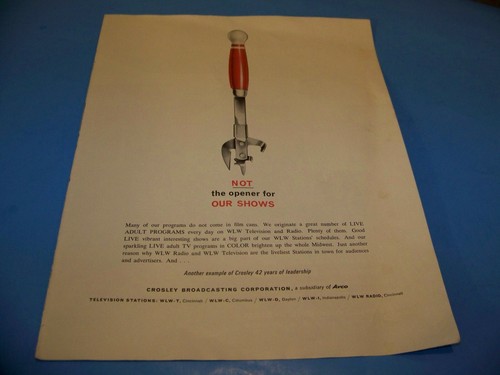 NOT
the opener for
OUR SHOWS
Many of our programs do not come in film cans. We originate a great number of LIVE
ADULT PROGRAMS every day on WLW Television and Radio. Plenty of them. Good
LIVE vibrant interesting shows are a big part of our WLW Stations' schedules. And our
sparkling LIVE adult TV programs in COLOR brighten up the whole Midwest. Just another
reason why WLW Radio and WLW Television are the liveliest Stations in town for audiences
and advertisers. And . . . .
Another example of Crosley 42 years of leadership
CROSLEY BROADCASTING CORPORATION, a subsidiary of Avco
TELEVISION STATIONS: WLW-T, Cincinnati / WLW-C, Columbus / WLW-D, Dayton / WLW-I, Indianapolis / WLW RADIO, Cincinnati